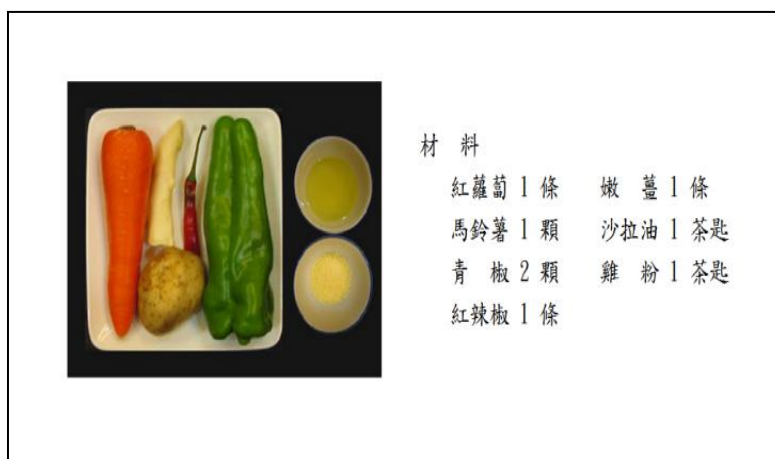 材 料
紅蘿蔔 1 條 嫩 薑 1 條
馬鈴薯 1 顆 沙拉油 1 茶匙
青 椒 2 顆 雞 粉 1 茶匙
紅辣椒 1 條